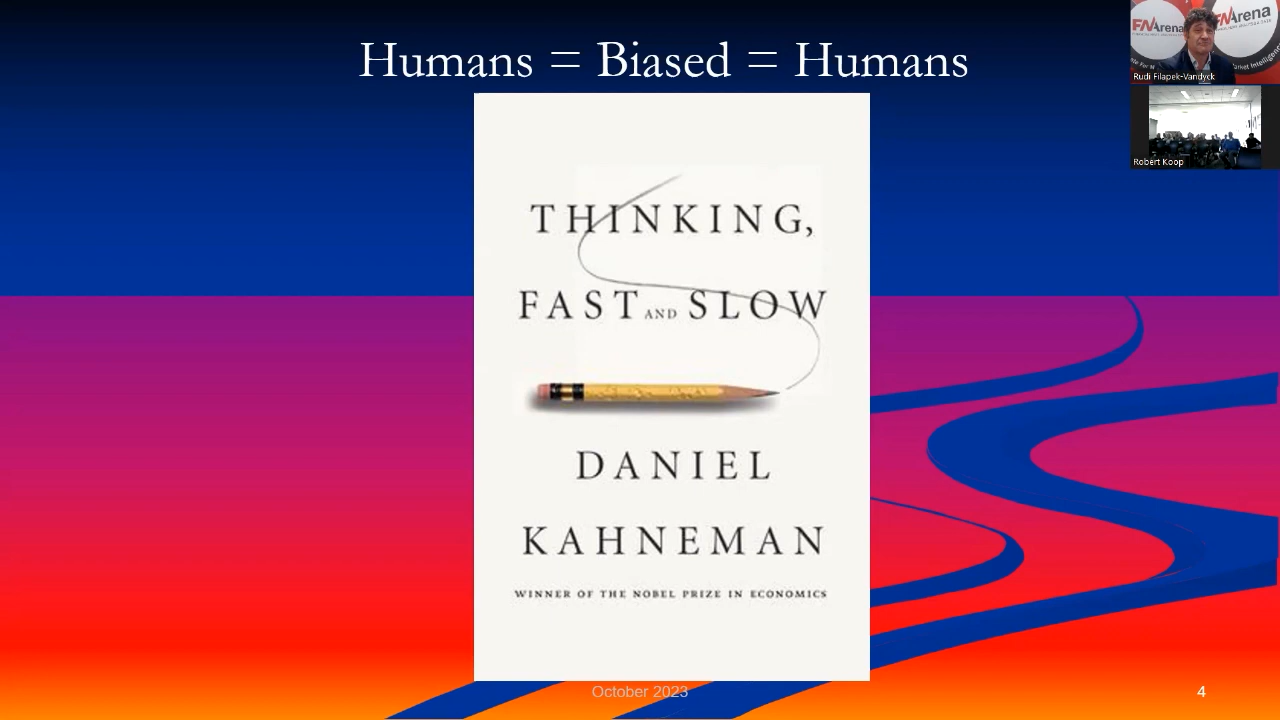 Humans = Biased = Humans
THINKING,
FAST AND SLOW
DANIEL
KAHNEMAN
WINNER OF THE NOBEL PRIZE IN ECONOMICS
October 2023
4
FNArena
FNArena
Rudi Filapek-Vandyck
Robert Koop